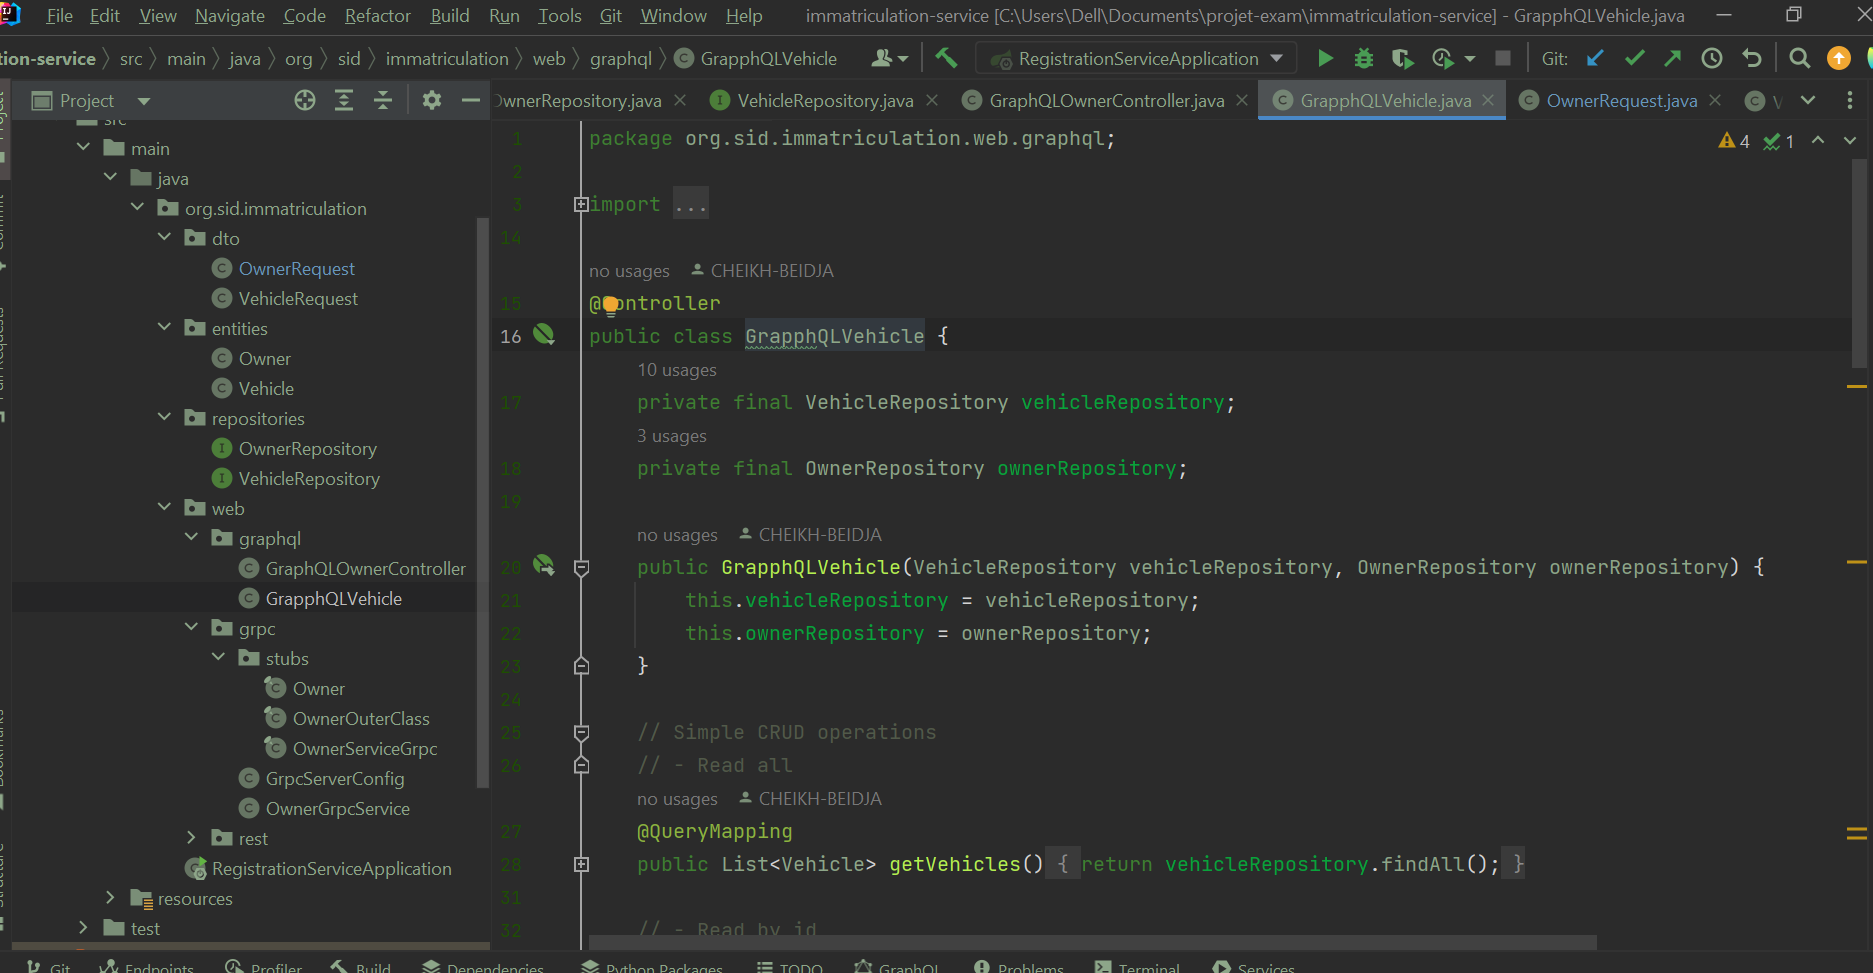 File Edit View Navigate Code Refactor Build Run Tools Git Window Help immatriculation-service [C:\Users\Dell\Documents\projet-exam\immatriculation-service] - GrapphQLVehicle.java
tion-service src main java org sid immatriculation web graphql GrapphQLVehicle RegistrationServiceApplication Git:
Project
OwnerRepository.java VehicleRepository.java GraphQLOwnerController.java GrapphQLVehicle.java OwnerRequest.java
src
main
java
org.sid.immatriculation
dto
OwnerRequest
VehicleRequest
entities
Owner
Vehicle
repositories
OwnerRepository
VehicleRepository
web
graphql
GraphQLOwnerController
GrapphQLVehicle
grpc
stubs
Owner
OwnerOuterClass
OwnerServiceGrpc
GrpcServerConfig
OwnerGrpcService
rest
RegistrationServiceApplication
resources
test
4 1
1 package org.sid.immatriculation.web.graphql;
2
3 import ...
14
no usages CHEIKH-BEIDJA
15 @Controller
16 public class GrapphQLVehicle {
10 usages
17 private final VehicleRepository vehicleRepository;
3 usages
18 private final OwnerRepository ownerRepository;
19
no usages CHEIKH-BEIDJA
20 public GrapphQLVehicle(VehicleRepository vehicleRepository, OwnerRepository ownerRepository) {
21 this.vehicleRepository = vehicleRepository;
22 this.ownerRepository = ownerRepository;
23 }
24
25 // Simple CRUD operations
26 // - Read all
no usages CHEIKH-BEIDJA
27 @QueryMapping
28 public List<Vehicle> getVehicles() { return vehicleRepository.findAll(); }
31
32 // - Read by id
Git Endpoints Profiler Build Dependencies Python Packages TODO GraphQL Problems Terminal Services